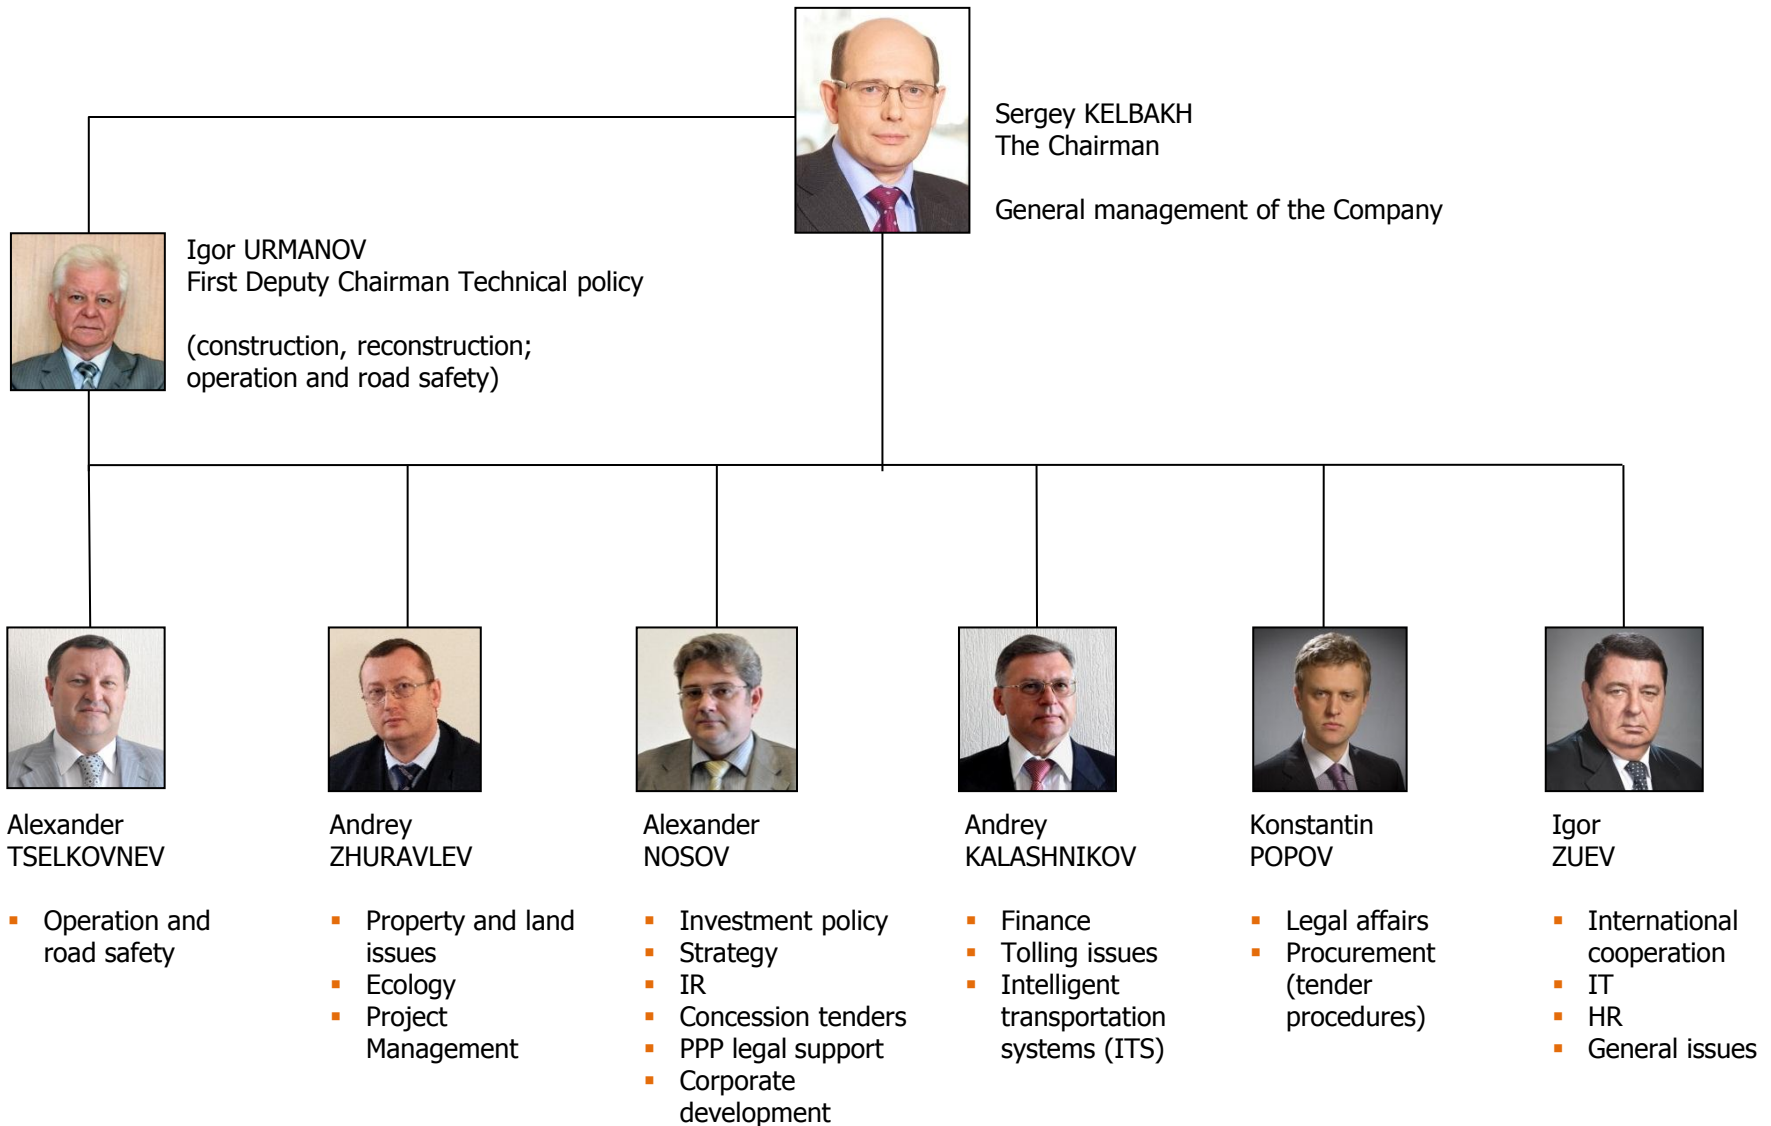 Sergey KELBAKH
The Chairman
General management of the Company
Igor URMANOV
First Deputy Chairman Technical policy
(construction, reconstruction;
operation and road safety)
Alexander
TSELKOVNEV
▪ Operation and
road safety
Andrey
ZHURAVLEV
▪ Property and land
issues
▪ Ecology
▪ Project
Management
Alexander
NOSOV
▪ Investment policy
▪ Strategy
▪ IR
▪ Concession tenders
▪ PPP legal support
▪ Corporate
development
Andrey
KALASHNIKOV
▪ Finance
▪ Tolling issues
▪ Intelligent
transportation
systems (ITS)
Konstantin
POPOV
▪ Legal affairs
▪ Procurement
(tender
procedures)
Igor
ZUEV
▪ International
cooperation
▪ IT
▪ HR
▪ General issues